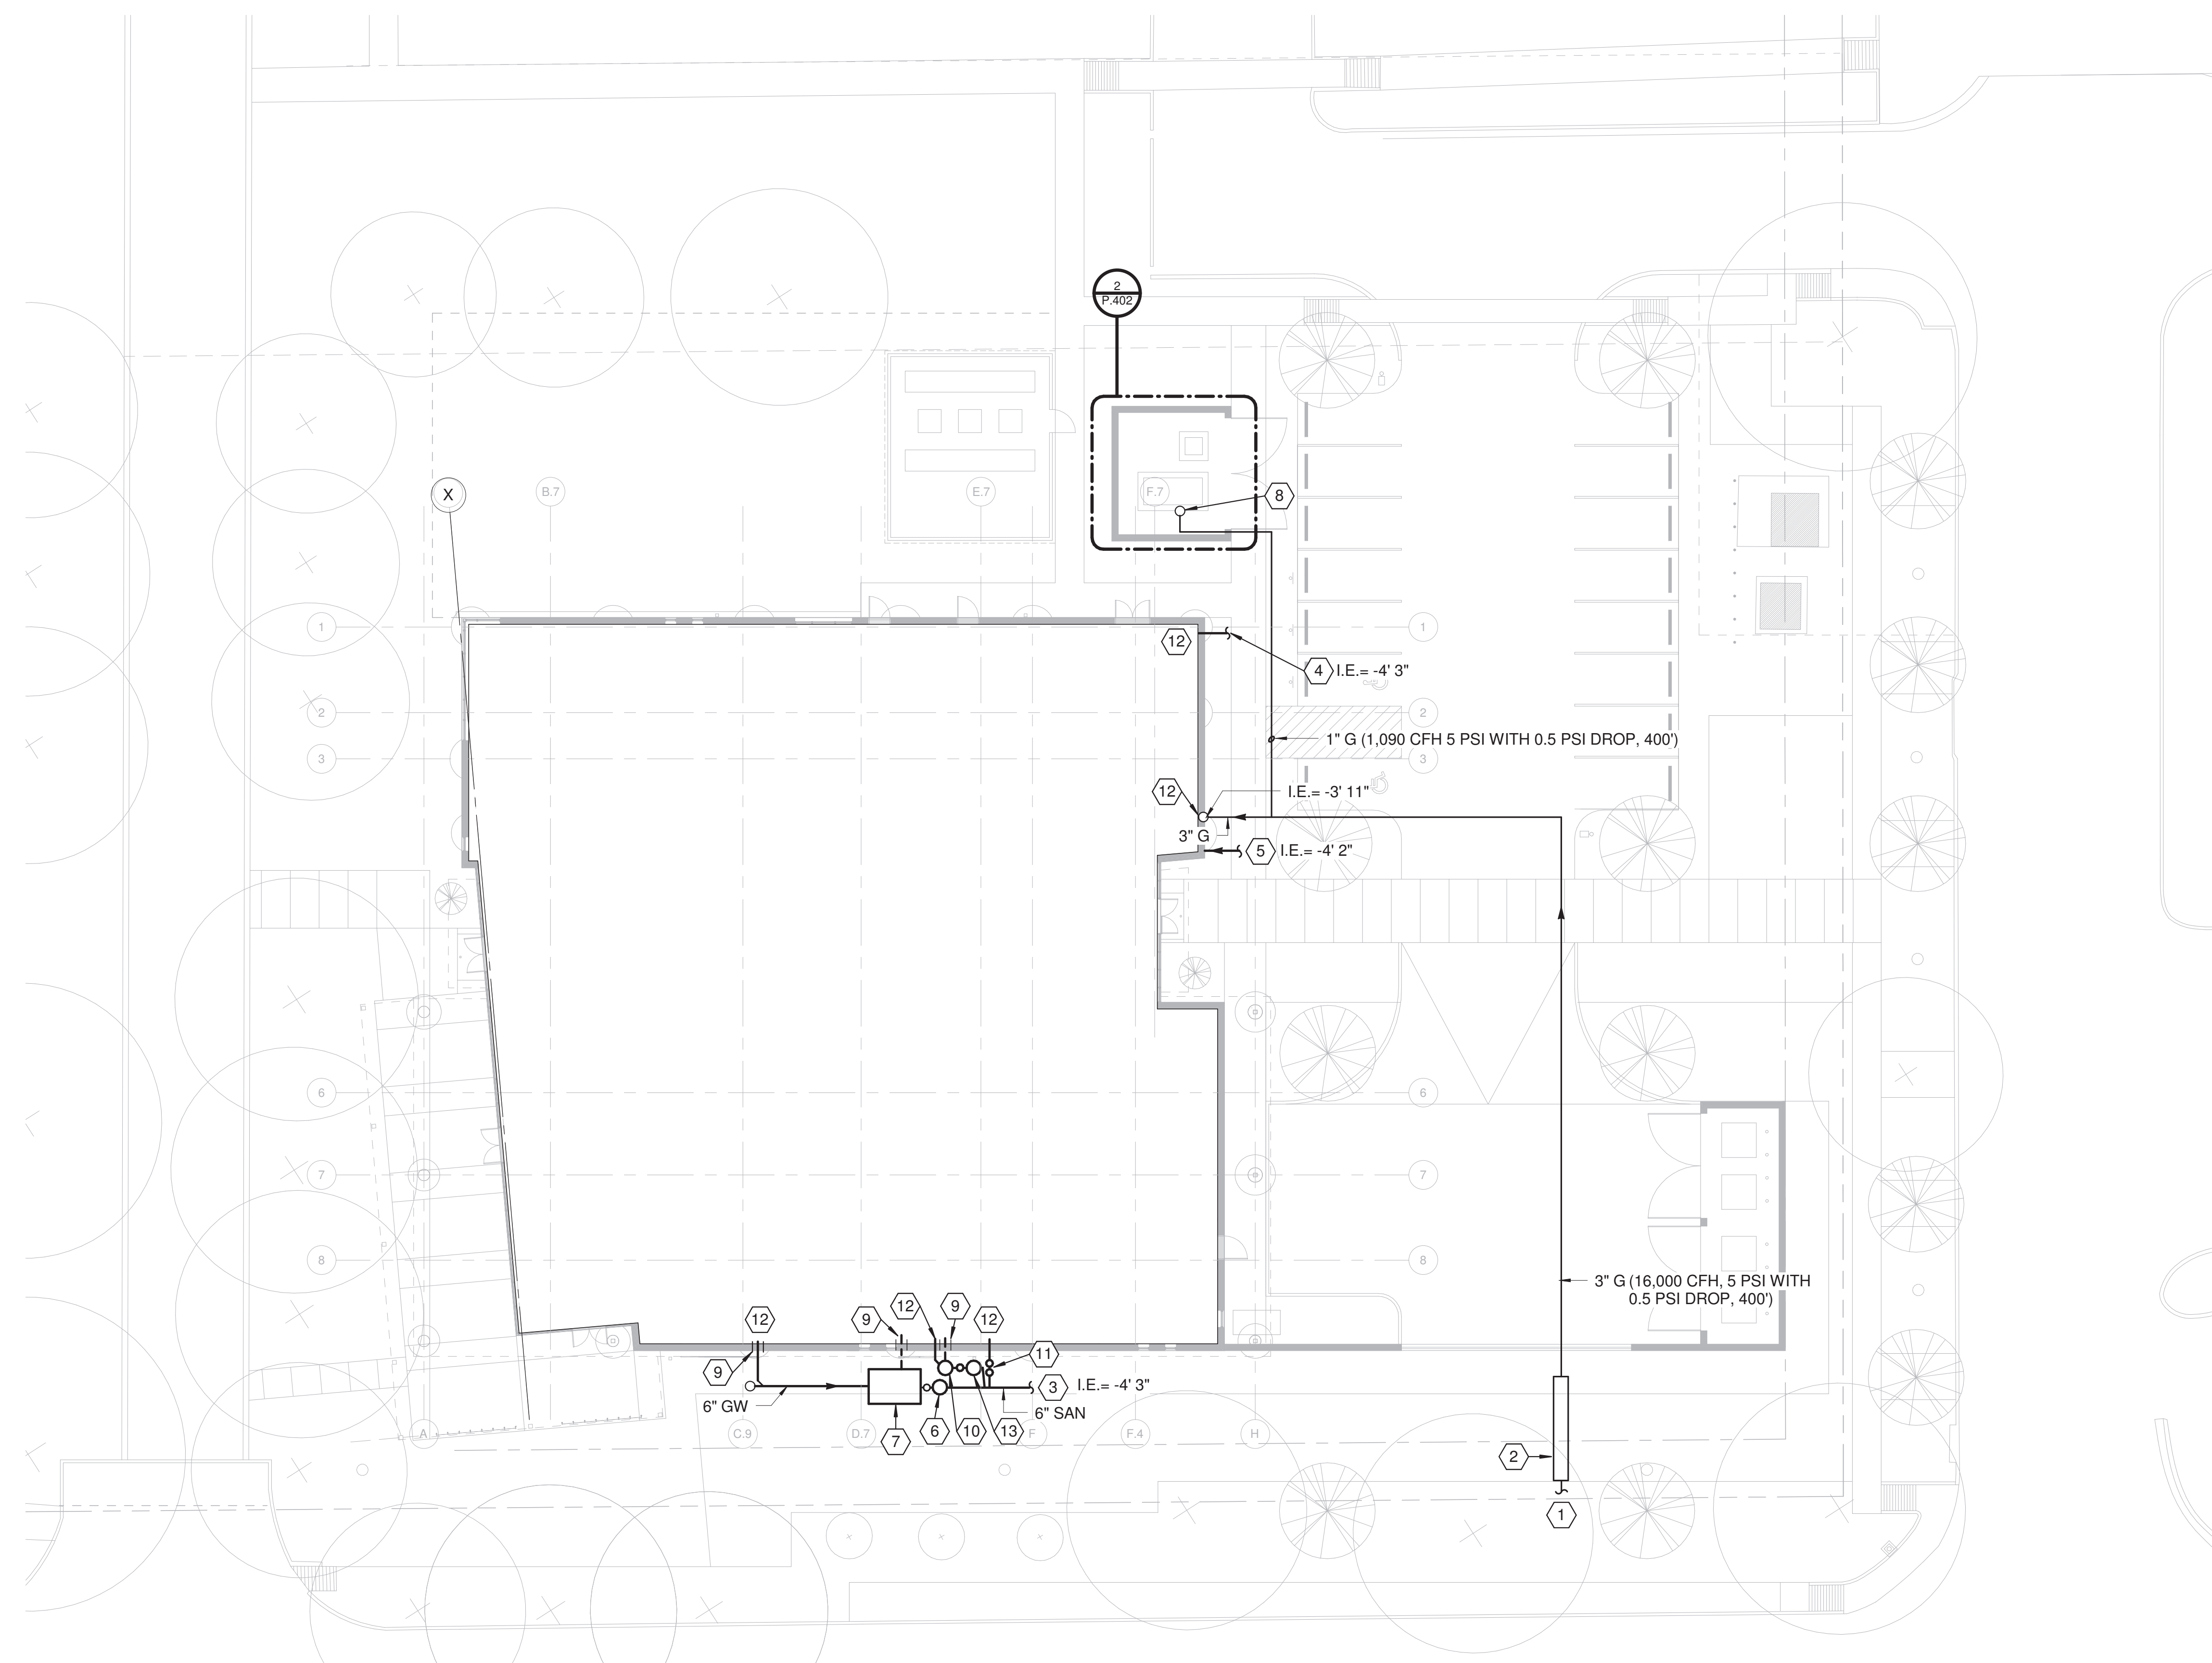 2
P.402
X
B.7
E.7
F.7
8
1
12
1
4 I.E.= -4' 3"
2
2
1" G (1,090 CFH 5 PSI WITH 0.5 PSI DROP, 400')
3
3
12
I.E.= -3' 11"
3" G
5 I.E.= -4' 2"
6
6
7
7
8
8
3" G (16,000 CFH, 5 PSI WITH
0.5 PSI DROP, 400')
12
9
12
9
12
11
9
3 I.E.= -4' 3"
6" GW
6" SAN
7
6
10
13
A
C.9
D.7
F
F.4
H
2
1